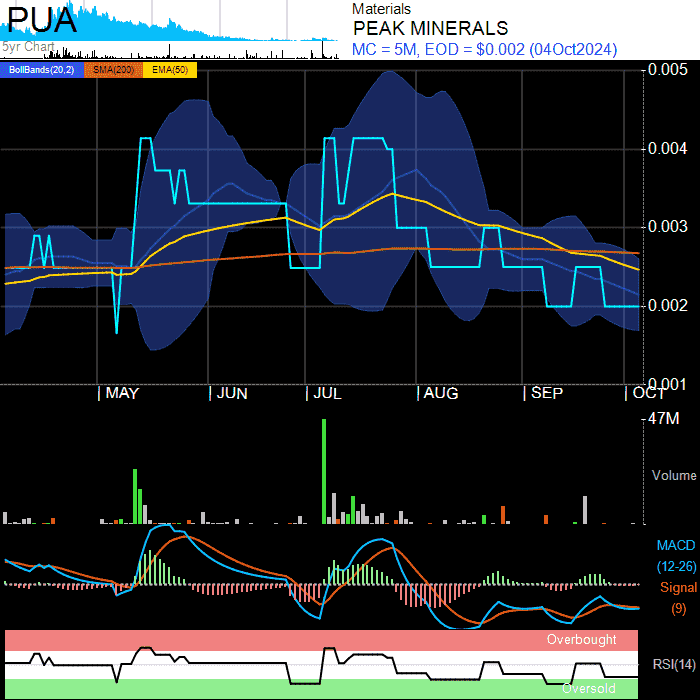 PUA
5yr Chart
Materials
PEAK MINERALS
MC = 5M, EOD = $0.002 (04Oct2024)
BollBands(20,2) SMA(200) EMA(50)
0.005
0.004
0.003
0.002
0.001
MAY JUN JUL AUG SEP OCT
47M
Volume
MACD
(12-26)
Signal
(9)
Overbought
RSI(14)
Oversold